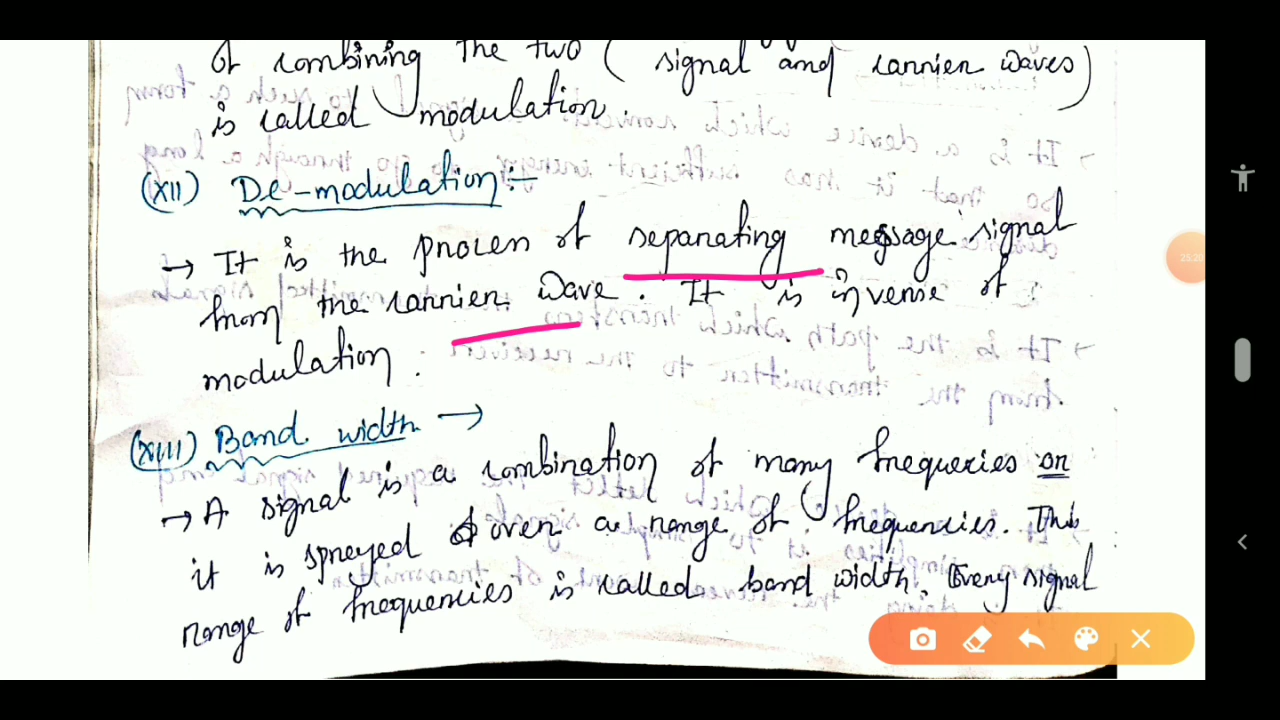 of combining the two ( signal and carrier waves)
is called modulation.
(XII) De-modulation:-
→ It is the process of separating message signal
from the carrier wave. It is inverse of
modulation.
(XIII) Band width →
→ A signal is a combination of many frequeries or
it is spreyed over a range of frequencies. This
range of frequencies is called band width. Every signal
25:20